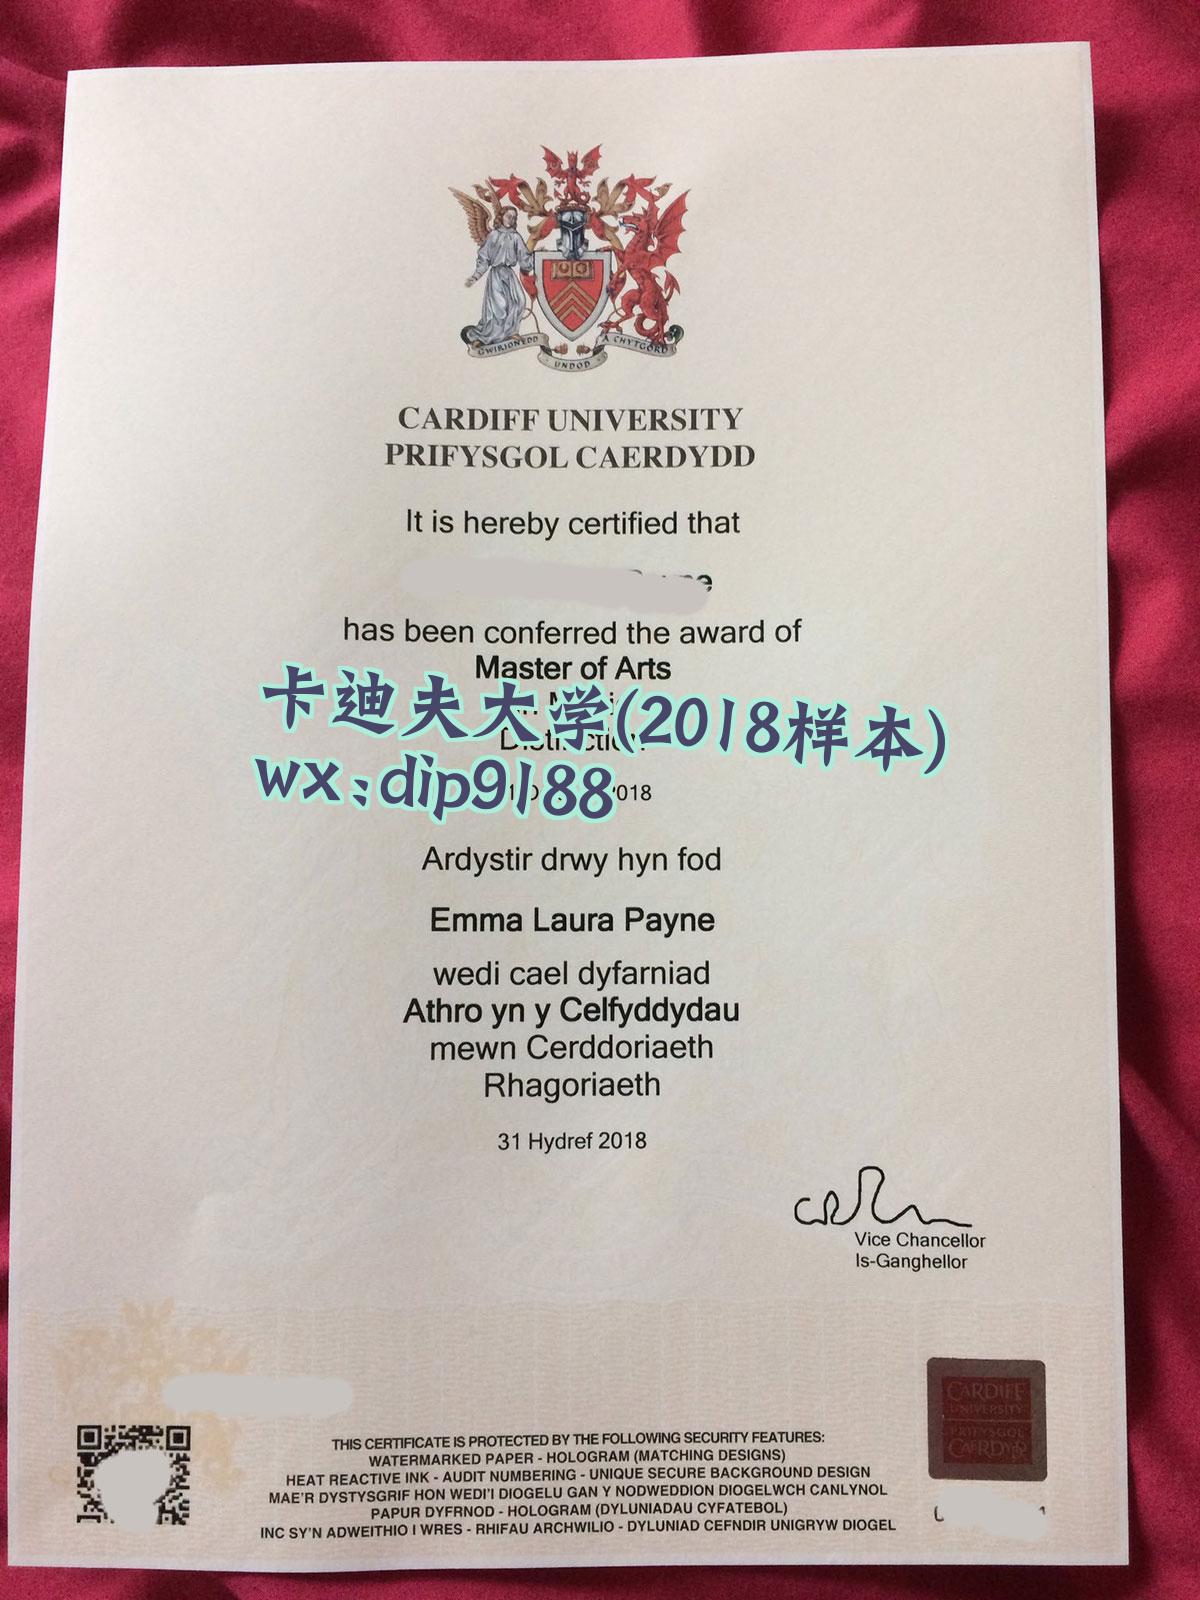 GWIRIONEDD UNDOD A CHYTGORD
CARDIFF UNIVERSITY
PRIFYSGOL CAERDYDD
It is hereby certified that
has been conferred the award of
Master of Arts
卡迪夫大学(2018样本)
Distinction
wx:dip9188
Ardystir drwy hyn fod
Emma Laura Payne
wedi cael dyfarniad
Athro yn y Celfyddydau
mewn Cerddoriaeth
Rhagoriaeth
31 Hydref 2018
Vice Chancellor
Is-Ganghellor
CARDIFF
UNIVERSITY
PRIFYSGOL
CAERDYDD
THIS CERTIFICATE IS PROTECTED BY THE FOLLOWING SECURITY FEATURES:
WATERMARKED PAPER - HOLOGRAM (MATCHING DESIGNS)
HEAT REACTIVE INK - AUDIT NUMBERING - UNIQUE SECURE BACKGROUND DESIGN
MAE'R DYSTYSGRIF HON WEDI'I DIOGELU GAN Y NODWEDDION DIOGELWCH CANLYNOL
PAPUR DYFRNOD - HOLOGRAM (DYLUNIADAU CYFATEBOL)
INC SY'N ADWEITHIO I WRES - RHIFAU ARCHWILIO - DYLUNIAD CEFNDIR UNIGRYW DIOGEL